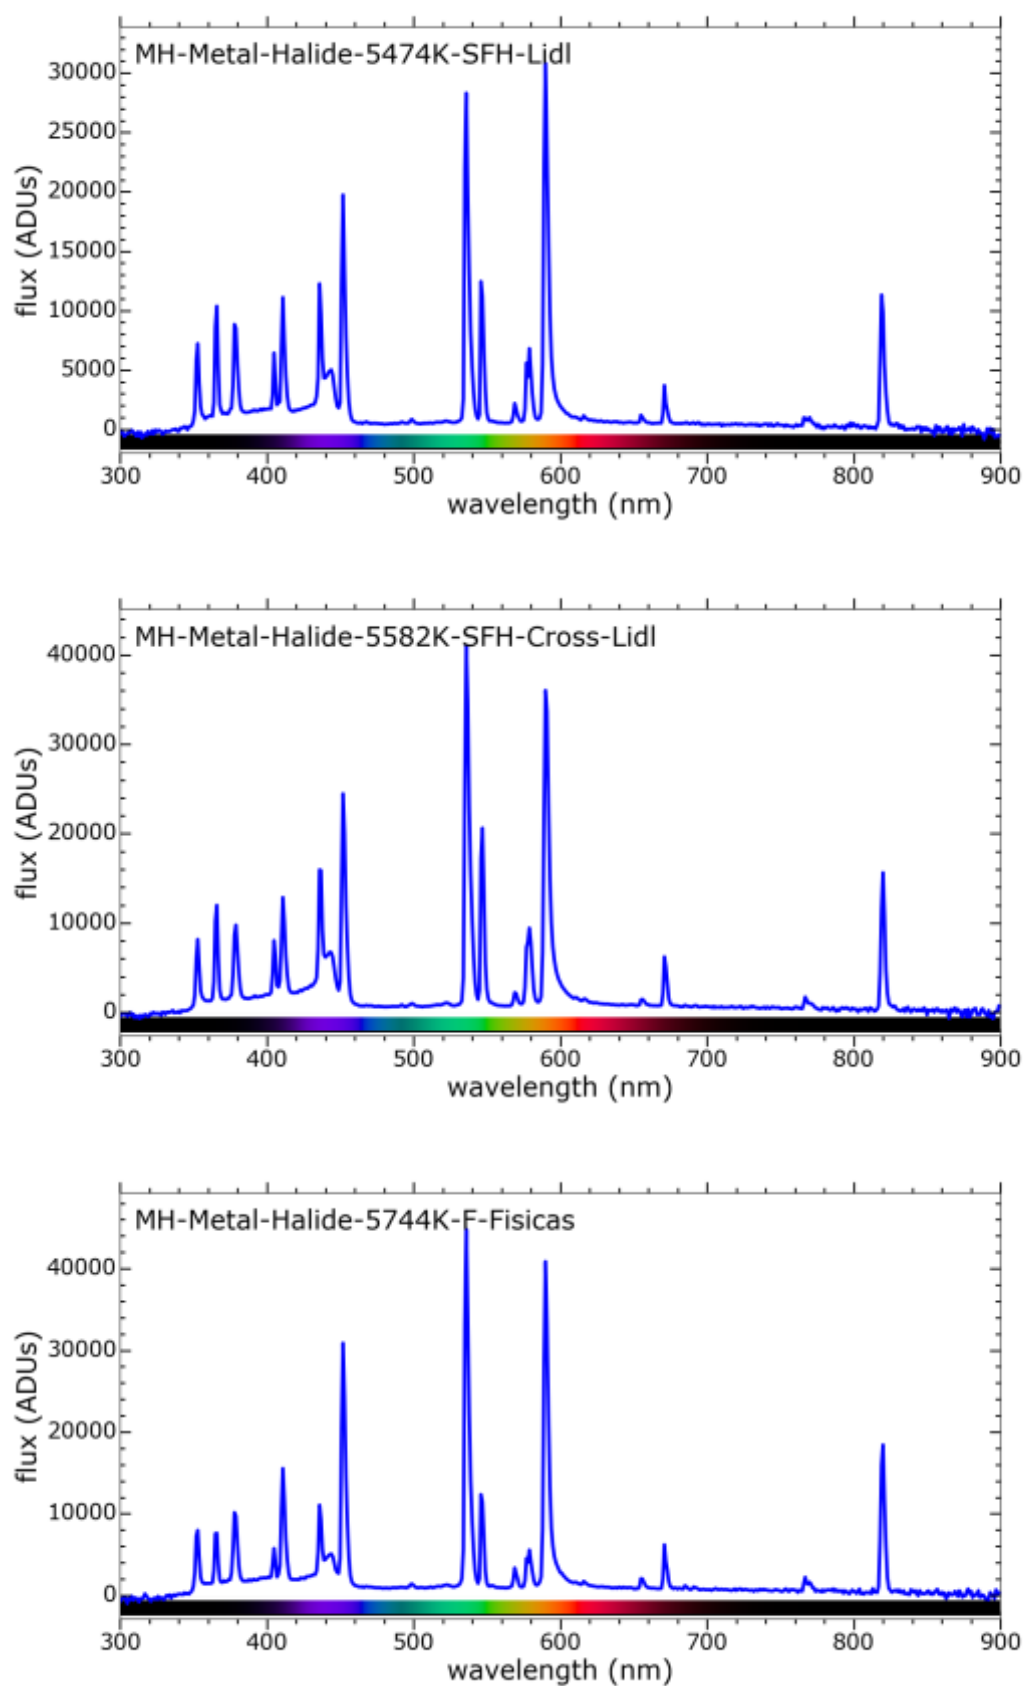 MH-Metal-Halide-5474K-SFH-Lidl
30000
25000
20000
15000
10000
5000
0
flux (ADUs)
300 400 500 600 700 800 900
wavelength (nm)
MH-Metal-Halide-5582K-SFH-Cross-Lidl
40000
30000
20000
10000
0
flux (ADUs)
300 400 500 600 700 800 900
wavelength (nm)
MH-Metal-Halide-5744K-F-Fisicas
40000
30000
20000
10000
0
flux (ADUs)
300 400 500 600 700 800 900
wavelength (nm)